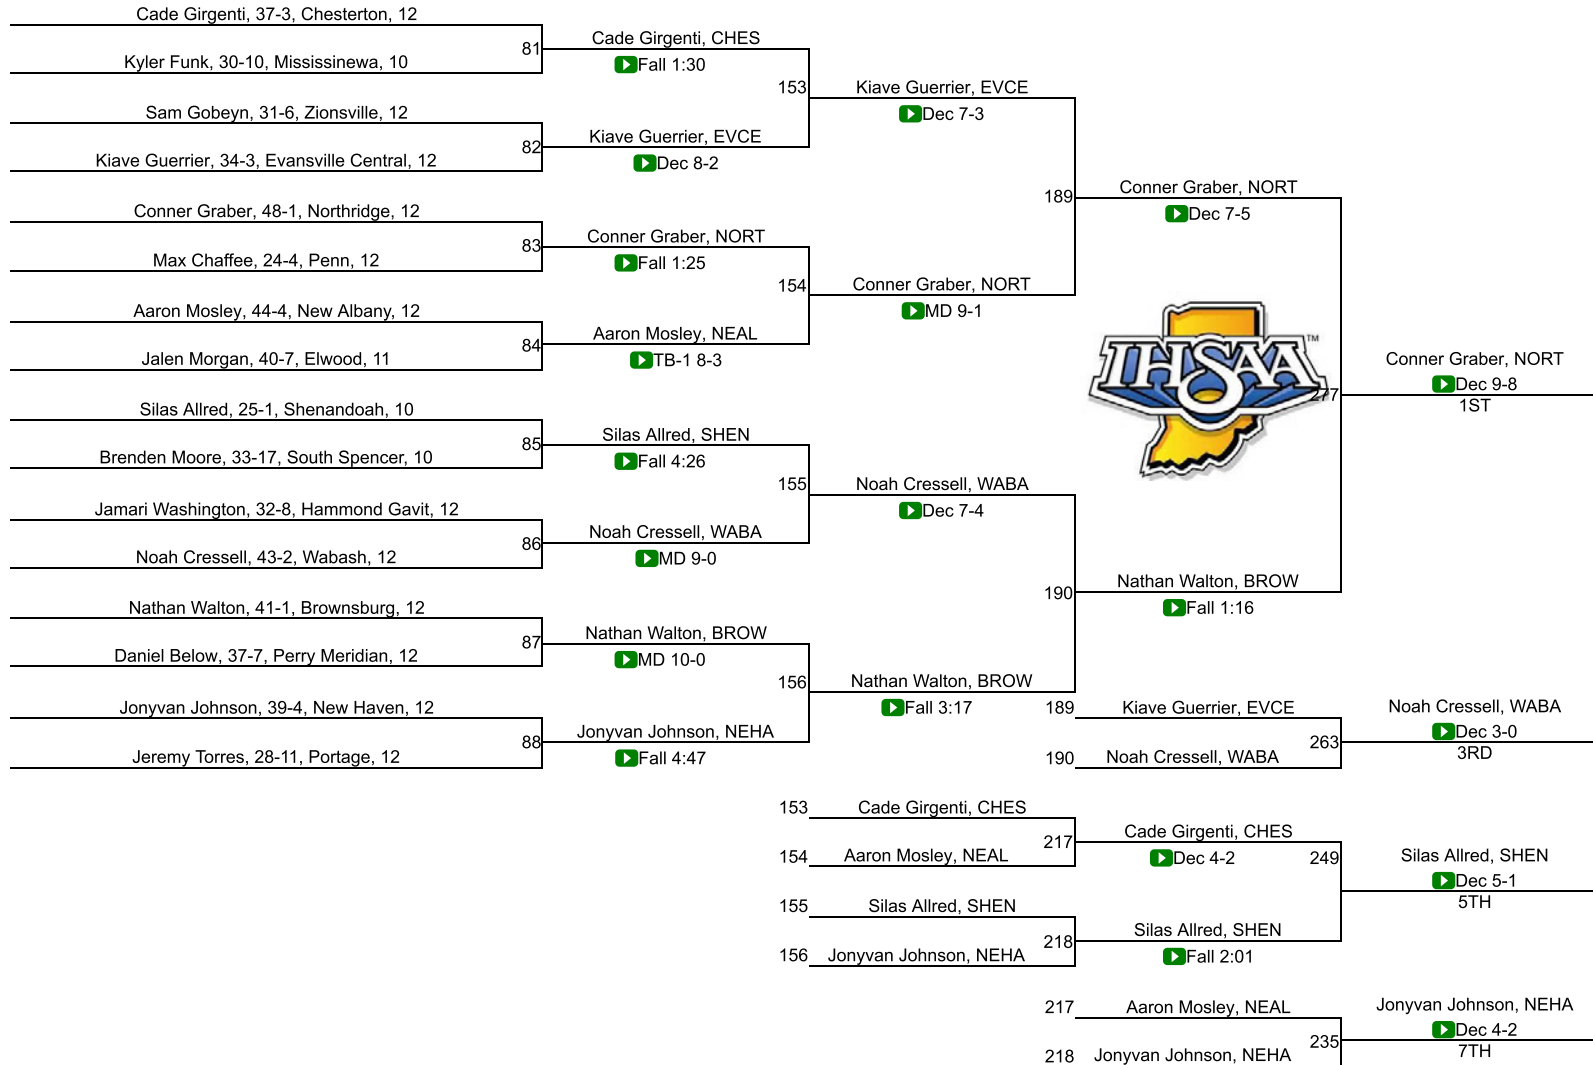 Cade Girgenti, 37-3, Chesterton, 12
81
Kyler Funk, 30-10, Mississinewa, 10
Cade Girgenti, CHES
Fall 1:30
153
Sam Gobeyn, 31-6, Zionsville, 12
82
Kiave Guerrier, 34-3, Evansville Central, 12
Kiave Guerrier, EVCE
Dec 8-2
Kiave Guerrier, EVCE
Dec 7-3
189
Conner Graber, 48-1, Northridge, 12
83
Max Chaffee, 24-4, Penn, 12
Conner Graber, NORT
Fall 1:25
154
Aaron Mosley, 44-4, New Albany, 12
84
Jalen Morgan, 40-7, Elwood, 11
Aaron Mosley, NEAL
TB-1 8-3
Conner Graber, NORT
MD 9-1
Conner Graber, NORT
Dec 7-5
IHSAA
TM
277
Conner Graber, NORT
Dec 9-8
1ST
Silas Allred, 25-1, Shenandoah, 10
85
Brenden Moore, 33-17, South Spencer, 10
Silas Allred, SHEN
Fall 4:26
155
Jamari Washington, 32-8, Hammond Gavit, 12
86
Noah Cressell, 43-2, Wabash, 12
Noah Cressell, WABA
MD 9-0
Noah Cressell, WABA
Dec 7-4
190
Nathan Walton, BROW
Fall 1:16
Nathan Walton, 41-1, Brownsburg, 12
87
Daniel Below, 37-7, Perry Meridian, 12
Nathan Walton, BROW
MD 10-0
156
Jonyvan Johnson, 39-4, New Haven, 12
88
Jeremy Torres, 28-11, Portage, 12
Jonyvan Johnson, NEHA
Fall 4:47
Nathan Walton, BROW
Fall 3:17
189
Kiave Guerrier, EVCE
263
190
Noah Cressell, WABA
Noah Cressell, WABA
Dec 3-0
3RD
153
Cade Girgenti, CHES
217
154
Aaron Mosley, NEAL
Cade Girgenti, CHES
Dec 4-2
249
155
Silas Allred, SHEN
218
156
Jonyvan Johnson, NEHA
Silas Allred, SHEN
Fall 2:01
Silas Allred, SHEN
Dec 5-1
5TH
217
Aaron Mosley, NEAL
235
218
Jonyvan Johnson, NEHA
Jonyvan Johnson, NEHA
Dec 4-2
7TH